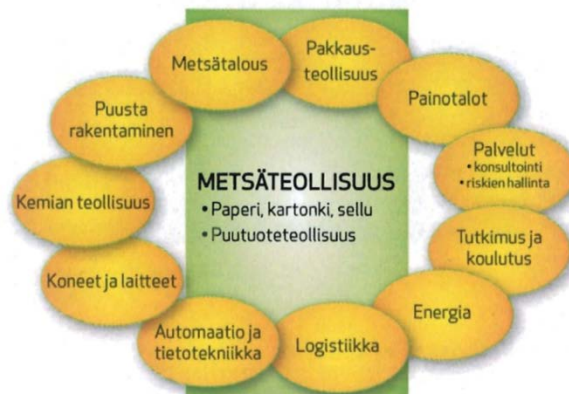 Metsätalous
Pakkaus-
teollisuus
Painotalot
Palvelut
• konsultointi
• riskien hallinta
Tutkimus ja
koulutus
Energia
Logistiikka
Automaatio ja
tietotekniikka
Koneet ja laitteet
Kemian teollisuus
Puusta
rakentaminen
METSÄTEOLLISUUS
• Paperi, kartonki, sellu
• Puutuoteteollisuus